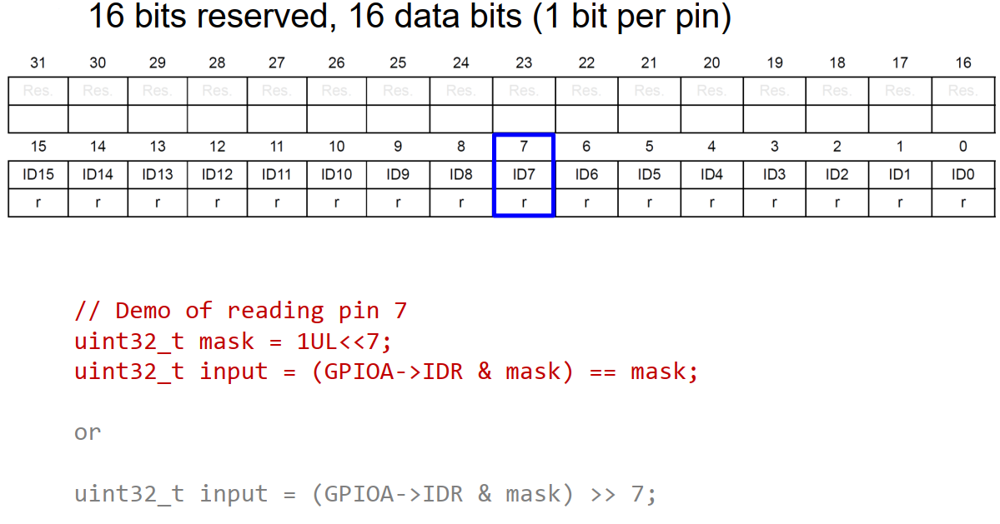 16 bits reserved, 16 data bits (1 bit per pin)
31 30 29 28 27 26 25 24 23 22 21 20 19 18 17 16
Res. Res. Res. Res. Res. Res. Res. Res. Res. Res. Res. Res. Res. Res. Res. Res.
15 14 13 12 11 10 9 8 7 6 5 4 3 2 1 0
ID15 ID14 ID13 ID12 ID11 ID10 ID9 ID8 ID7 ID6 ID5 ID4 ID3 ID2 ID1 ID0
r r r r r r r r r r r r r r r r
// Demo of reading pin 7
uint32_t mask = 1UL<<7;
uint32_t input = (GPIOA->IDR & mask) == mask;
or
uint32_t input = (GPIOA->IDR & mask) >> 7;